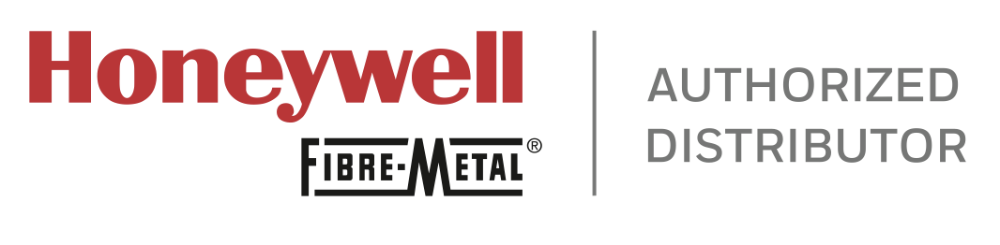 Honeywell
FIBRE-METAL®
AUTHORIZED
DISTRIBUTOR